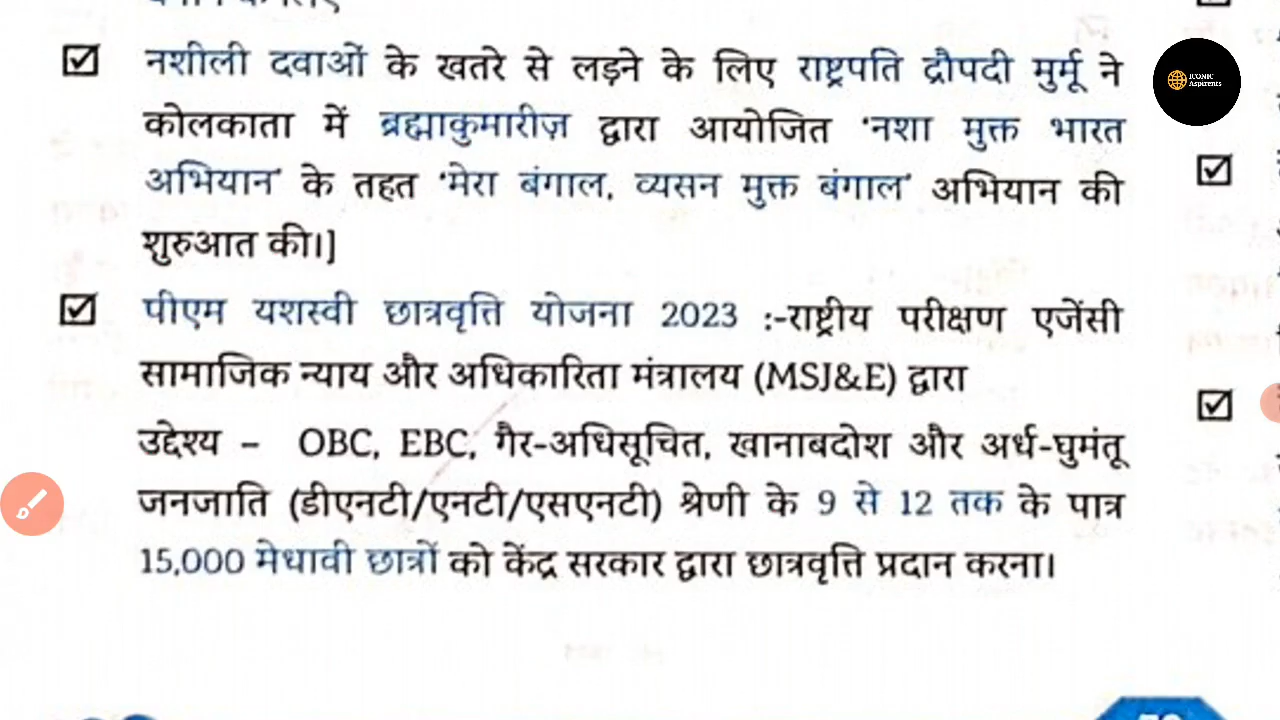 नशीली दवाओं के खतरे से लड़ने के लिए राष्ट्रपति द्रौपदी मुर्मू ने
कोलकाता में ब्रह्माकुमारीज़ द्वारा आयोजित 'नशा मुक्त भारत
अभियान' के तहत 'मेरा बंगाल, व्यसन मुक्त बंगाल' अभियान की
शुरुआत की।]
पीएम यशस्वी छात्रवृत्ति योजना 2023 :-राष्ट्रीय परीक्षण एजेंसी
सामाजिक न्याय और अधिकारिता मंत्रालय (MSJ&E) द्वारा
उद्देश्य – OBC, EBC, गैर-अधिसूचित, खानाबदोश और अर्ध-घुमंतू
जनजाति (डीएनटी/एनटी/एसएनटी) श्रेणी के 9 से 12 तक के पात्र
15,000 मेधावी छात्रों को केंद्र सरकार द्वारा छात्रवृत्ति प्रदान करना।
ICONIC
Aspirents